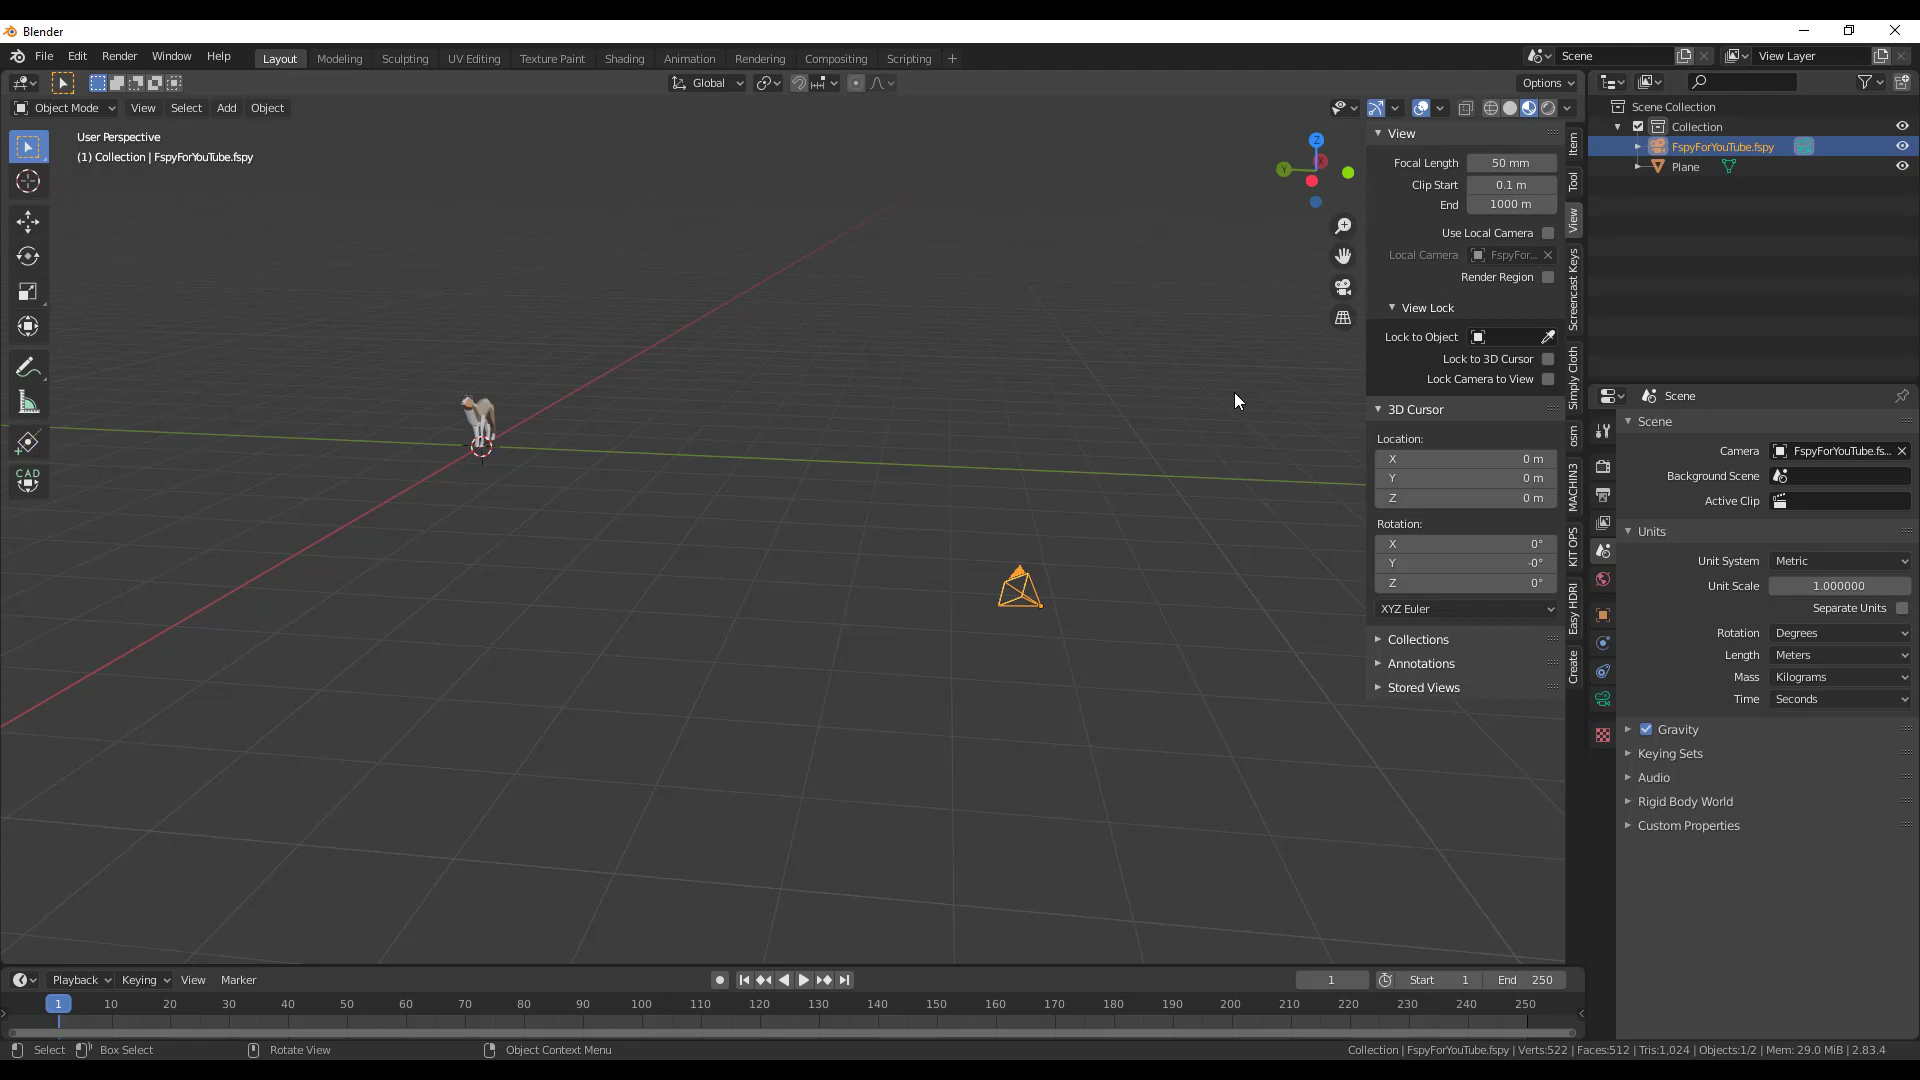 Blender
File Edit Render Window Help
Layout Modeling Sculpting UV Editing Texture Paint Shading Animation Rendering Compositing Scripting +
Scene
View Layer
Global
Options
Object Mode View Select Add Object
User Perspective
(1) Collection | FspyForYouTube.fspy
CAD
Z
X
Y
View
Focal Length 50 mm
Clip Start 0.1 m
End 1000 m
Use Local Camera
Local Camera FspyFor...
Render Region
View Lock
Lock to Object
Lock to 3D Cursor
Lock Camera to View
3D Cursor
Location:
X 0 m
Y 0 m
Z 0 m
Rotation:
X 0°
Y -0°
Z 0°
XYZ Euler
Collections
Annotations
Stored Views
Item
Tool
View
Screencast Keys
Simply Cloth
osm
MACHIN3
KIT OPS
Easy HDRI
Create
Scene Collection
Collection
FspyForYouTube.fspy
Plane
Scene
Scene
Camera FspyForYouTube.fs...
Background Scene
Active Clip
Units
Unit System Metric
Unit Scale 1.000000
Separate Units
Rotation Degrees
Length Meters
Mass Kilograms
Time Seconds
Gravity
Keying Sets
Audio
Rigid Body World
Custom Properties
Playback Keying View Marker
1 Start 1 End 250
1 10 20 30 40 50 60 70 80 90 100 110 120 130 140 150 160 170 180 190 200 210 220 230 240 250
Select Box Select Rotate View Object Context Menu
Collection | FspyForYouTube.fspy | Verts:522 | Faces:512 | Tris:1,024 | Objects:1/2 | Mem: 29.0 MiB | 2.83.4